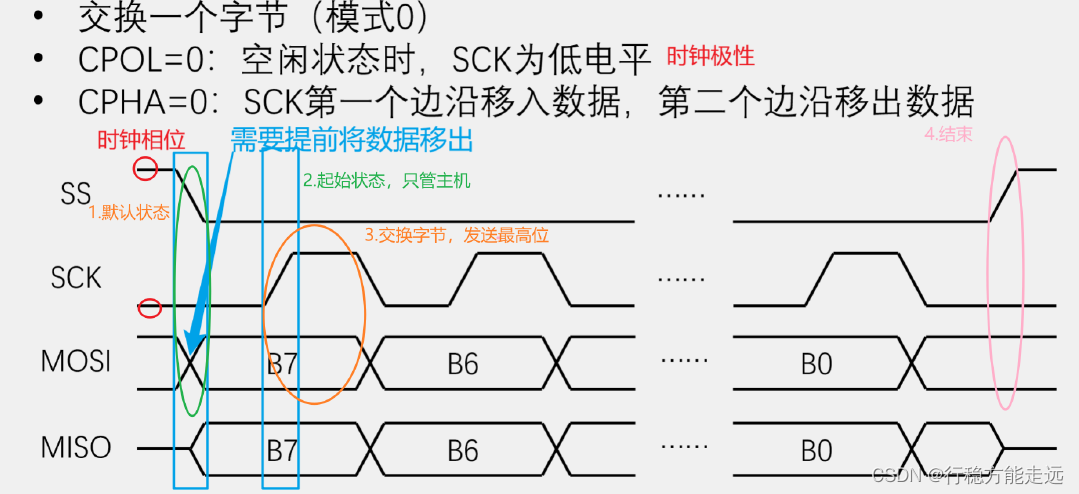 • 交换一个字节（模式0）
• CPOL=0：空闲状态时，SCK为低电平 时钟极性
• CPHA=0：SCK第一个边沿移入数据，第二个边沿移出数据
时钟相位 需要提前将数据移出 4.结束
2.起始状态，只管主机
SS ......
1.默认状态
3.交换字节，发送最高位
SCK ......
MOSI B7 B6 ...... B0
MISO B7 B6 ...... B0
CSDN @行稳方能走远